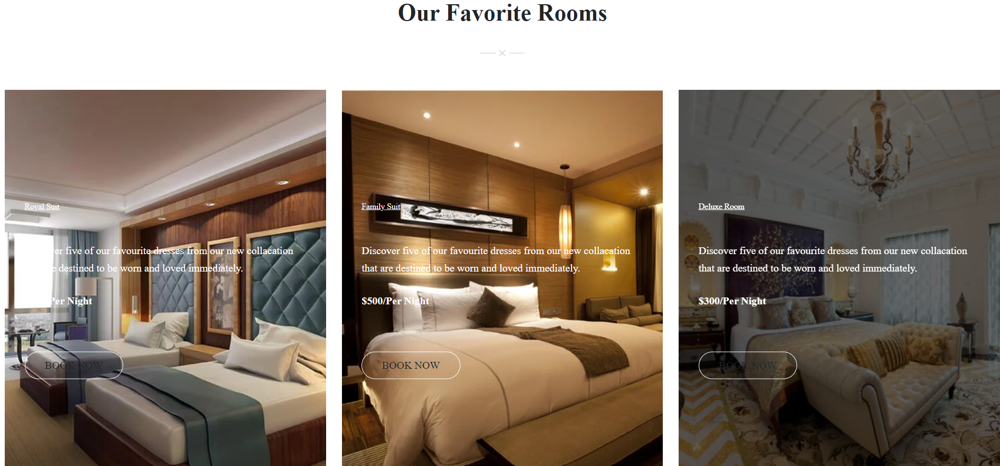 Our Favorite Rooms
Royal Suit
five of our favourite dresses from our new collacation
destined to be worn and loved immediately.
Per Night
BOOK NOW
Family Suit
Discover five of our favourite dresses from our new collacation
that are destined to be worn and loved immediately.
$500/Per Night
BOOK NOW
Deluxe Room
Discover five of our favourite dresses from our new collacation
that are destined to be worn and loved immediately.
$300/Per Night
BOOK NOW